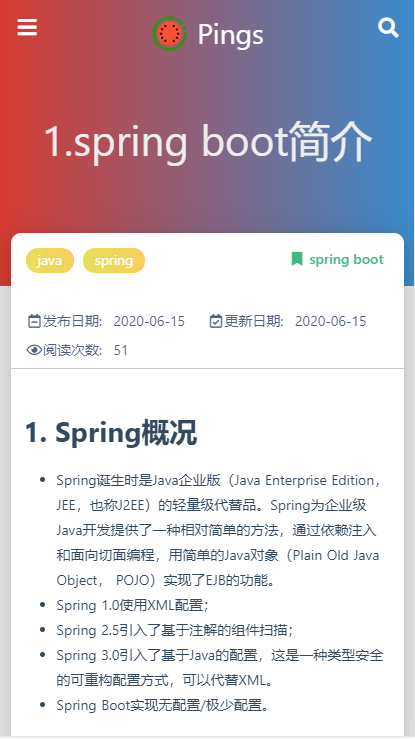 Pings
1.spring boot简介
java spring spring boot
发布日期: 2020-06-15 更新日期: 2020-06-15
阅读次数: 51
1. Spring概况
Spring诞生时是Java企业版（Java Enterprise Edition，
JEE，也称J2EE）的轻量级代替品。Spring为企业级
Java开发提供了一种相对简单的方法，通过依赖注入
和面向切面编程，用简单的Java对象（Plain Old Java
Object， POJO）实现了EJB的功能。
Spring 1.0使用XML配置；
Spring 2.5引入了基于注解的组件扫描；
Spring 3.0引入了基于Java的配置，这是一种类型安全
的可重构配置方式，可以代替XML。
Spring Boot实现无配置/极少配置。